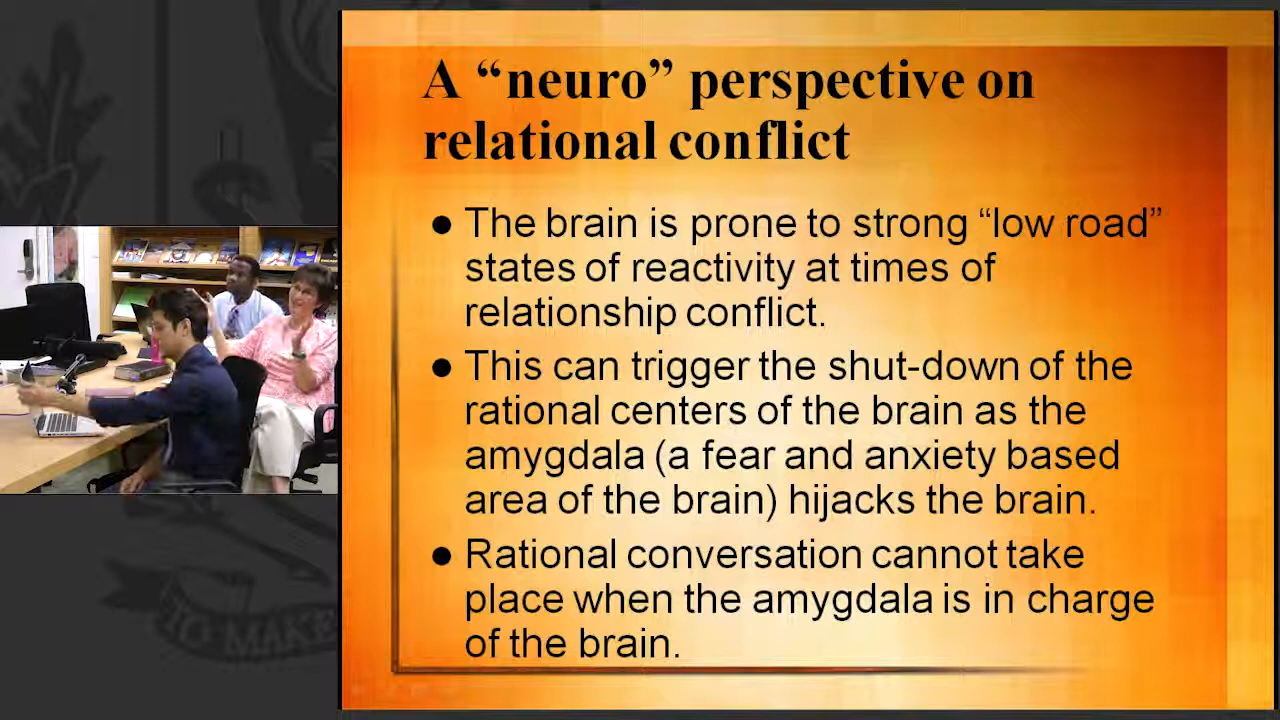 A “neuro” perspective on
relational conflict
● The brain is prone to strong “low road”
states of reactivity at times of
relationship conflict.
● This can trigger the shut-down of the
rational centers of the brain as the
amygdala (a fear and anxiety based
area of the brain) hijacks the brain.
● Rational conversation cannot take
place when the amygdala is in charge
of the brain.
TO MAKE